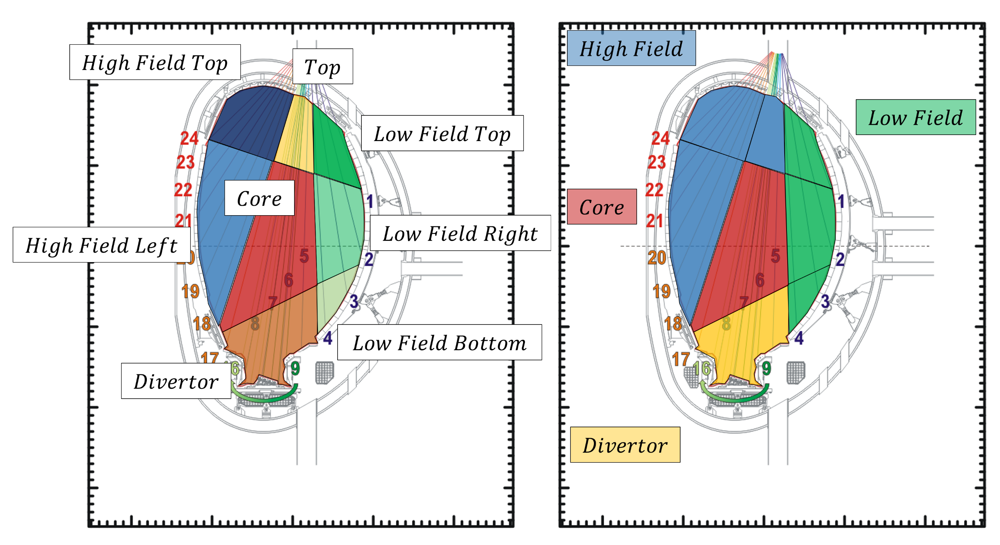 High Field Top
Top
Low Field Top
24
23
22
Core
1
21
High Field Left
Low Field Right
5
2
6
19
7
3
18
8
4
Low Field Bottom
17
6
9
Divertor
High Field
Low Field
24
23
22
1
Core
21
5
20
2
6
19
7
3
18
8
4
17
16
9
Divertor